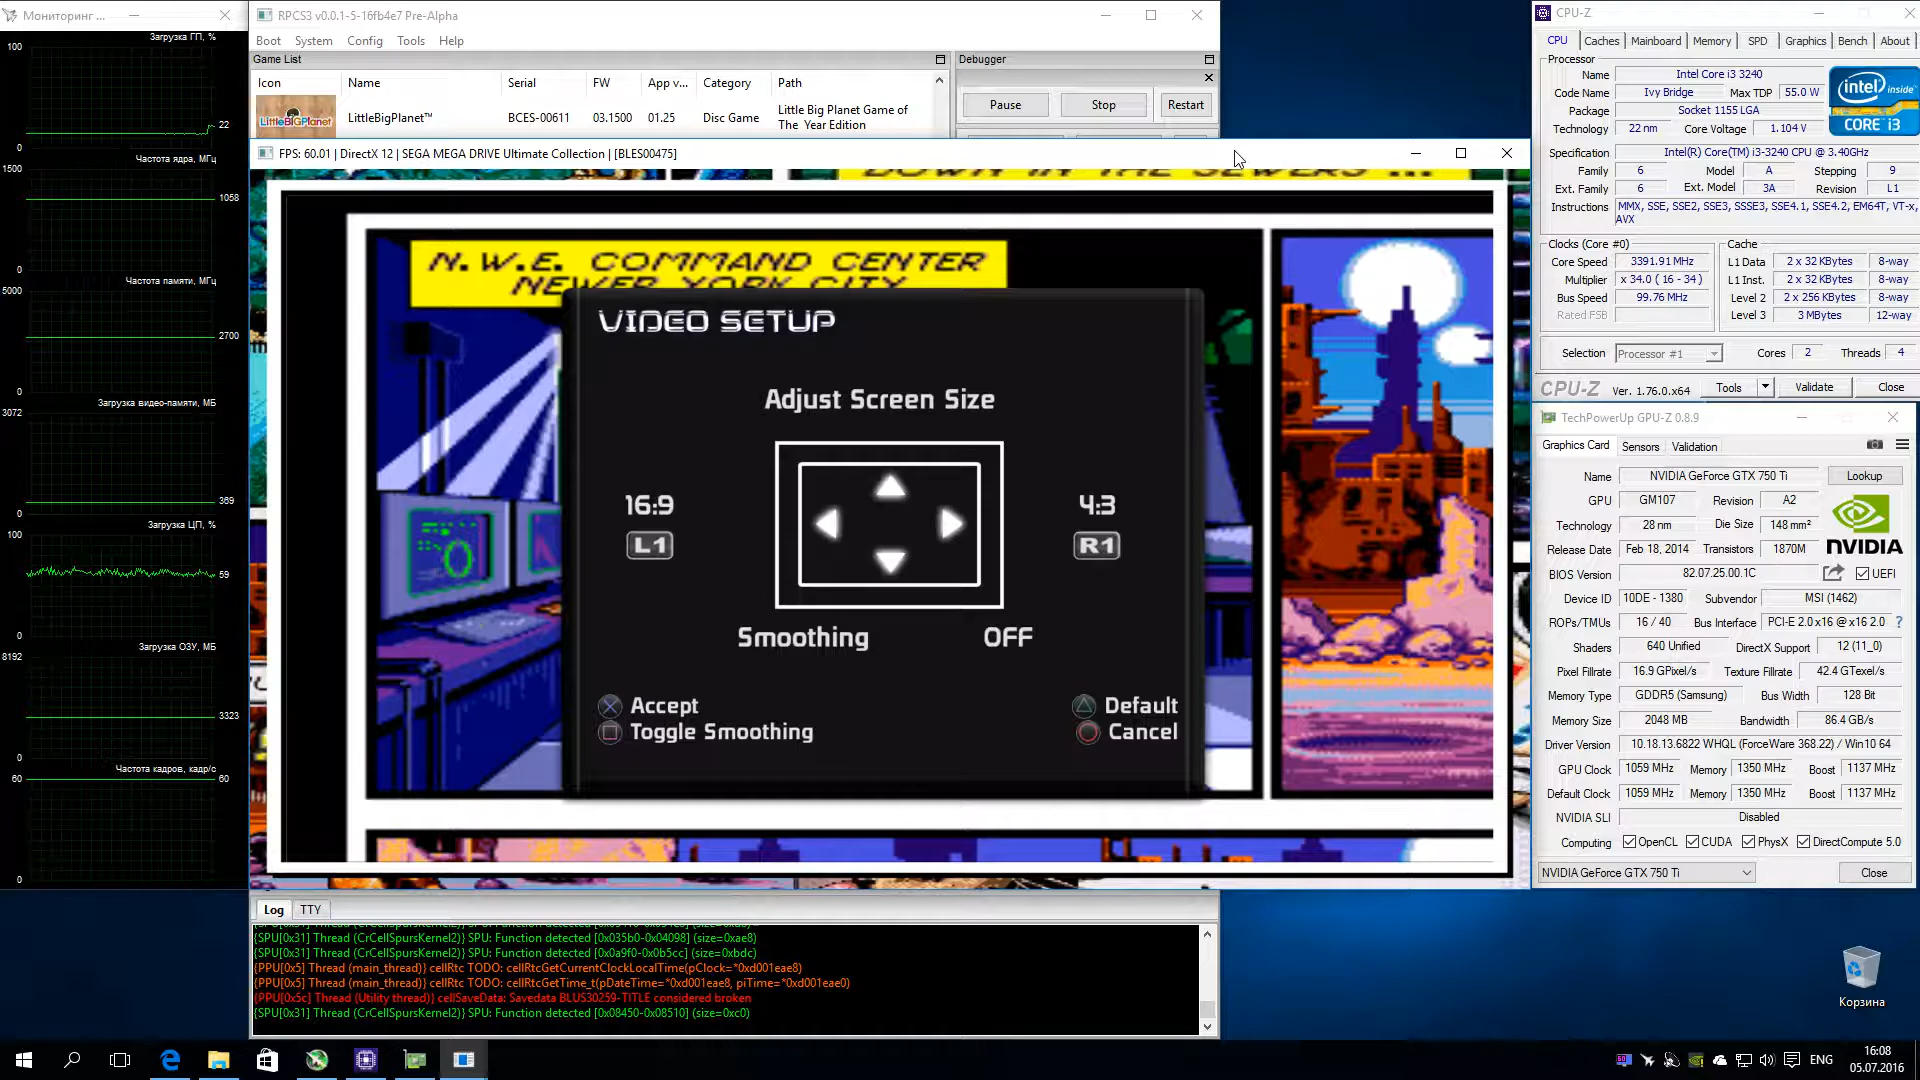 Мониторинг ...
Загрузка ГП, %
100
22
0
Частота ядра, МГц
1500
1058
0
Частота памяти, МГц
5000
2700
0
Загрузка видео-памяти, МБ
3072
369
0
Загрузка ЦП, %
100
59
0
Загрузка ОЗУ, МБ
8192
3323
0
Частота кадров, кадр/с
60
60
0
RPCS3 v0.0.1-5-16fb4e7 Pre-Alpha
Boot System Config Tools Help
Game List
Icon Name Serial FW App v... Category Path
LittleBIGPlanet
LittleBigPlanet™ BCES-00611 03.1500 01.25 Disc Game Little Big Planet Game of
The Year Edition
Debugger
Pause Stop Restart
FPS: 60.01 | DirectX 12 | SEGA MEGA DRIVE Ultimate Collection | [BLES00475]
DOWN IN THE SEWERS ...
N.W.E. COMMAND CENTER
NEWER YORK CITY
VIDEO SETUP
Adjust Screen Size
16:9 4:3
L1 R1
Smoothing OFF
Accept Default
Toggle Smoothing Cancel
Log TTY
{SPU[0x31] Thread (CrCellSpursKernel2)} SPU: Function detected [0x035b0-0x04098] (size=0xae8)
{SPU[0x31] Thread (CrCellSpursKernel2)} SPU: Function detected [0x0a9f0-0x0b5cc] (size=0xbdc)
{PPU[0x5] Thread (main_thread)} cellRtc TODO: cellRtcGetCurrentClockLocalTime(pClock=*0xd001eae8)
{PPU[0x5] Thread (main_thread)} cellRtc TODO: cellRtcGetTime_t(pDateTime=*0xd001eae8, piTime=*0xd001eae0)
{PPU[0x5c] Thread (Utility thread)} cellSaveData: Savedata BLUS30259-TITLE considered broken
{SPU[0x31] Thread (CrCellSpursKernel2)} SPU: Function detected [0x08450-0x08510] (size=0xc0)
CPU-Z
CPU Caches Mainboard Memory SPD Graphics Bench About
Processor
Name Intel Core i3 3240
Code Name Ivy Bridge Max TDP 55.0 W
Package Socket 1155 LGA
Technology 22 nm Core Voltage 1.104 V
intel inside™
CORE i3
Specification Intel(R) Core(TM) i3-3240 CPU @ 3.40GHz
Family 6 Model A Stepping 9
Ext. Family 6 Ext. Model 3A Revision L1
Instructions MMX, SSE, SSE2, SSE3, SSSE3, SSE4.1, SSE4.2, EM64T, VT-x,
AVX
Clocks (Core #0) Cache
Core Speed 3391.91 MHz L1 Data 2 x 32 KBytes 8-way
Multiplier x 34.0 ( 16 - 34 ) L1 Inst. 2 x 32 KBytes 8-way
Bus Speed 99.76 MHz Level 2 2 x 256 KBytes 8-way
Rated FSB Level 3 3 MBytes 12-way
Selection Processor #1 Cores 2 Threads 4
CPU-Z Ver. 1.76.0.x64 Tools Validate Close
TechPowerUp GPU-Z 0.8.9
Graphics Card Sensors Validation
Name NVIDIA GeForce GTX 750 Ti Lookup
GPU GM107 Revision A2
Technology 28 nm Die Size 148 mm²
Release Date Feb 18, 2014 Transistors 1870M
NVIDIA
BIOS Version 82.07.25.00.1C UEFI
Device ID 10DE - 1380 Subvendor MSI (1462)
ROPs/TMUs 16 / 40 Bus Interface PCI-E 2.0 x16 @ x16 2.0 ?
Shaders 640 Unified DirectX Support 12 (11_0)
Pixel Fillrate 16.9 GPixel/s Texture Fillrate 42.4 GTexel/s
Memory Type GDDR5 (Samsung) Bus Width 128 Bit
Memory Size 2048 MB Bandwidth 86.4 GB/s
Driver Version 10.18.13.6822 WHQL (ForceWare 368.22) / Win10 64
GPU Clock 1059 MHz Memory 1350 MHz Boost 1137 MHz
Default Clock 1059 MHz Memory 1350 MHz Boost 1137 MHz
NVIDIA SLI Disabled
Computing OpenCL CUDA PhysX DirectCompute 5.0
NVIDIA GeForce GTX 750 Ti Close
Корзина
ENG
16:08
05.07.2016